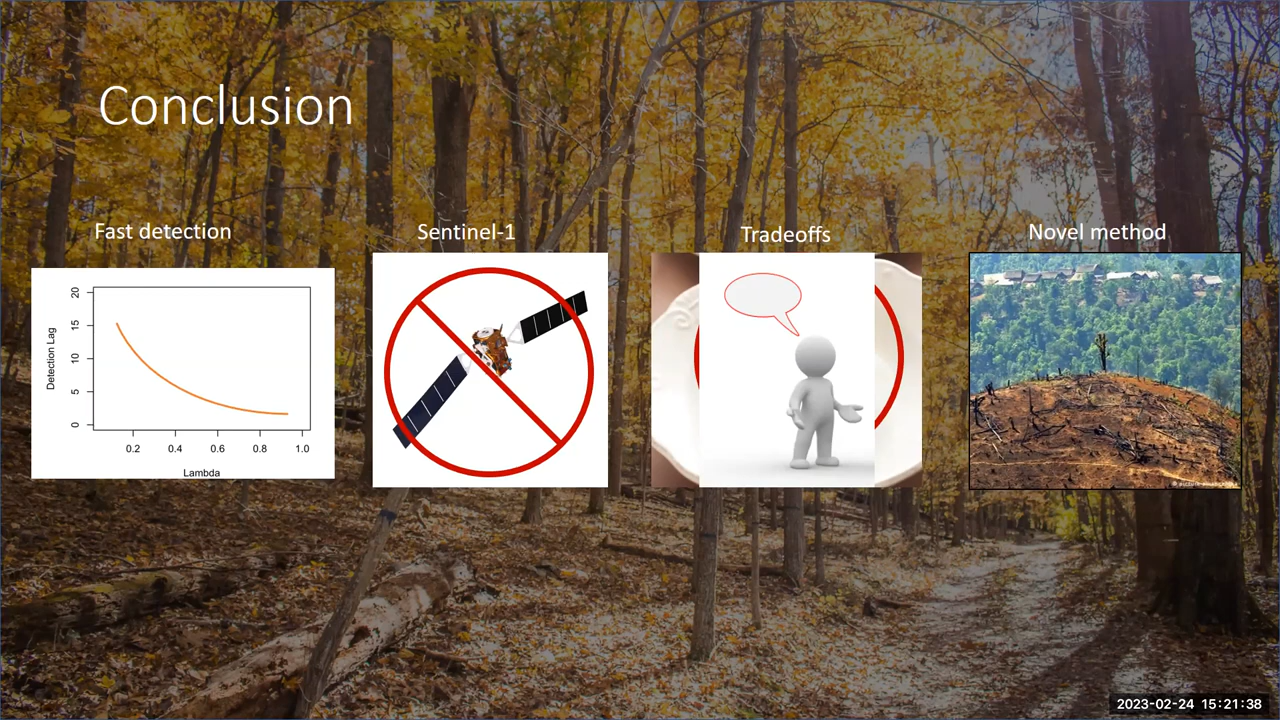 Conclusion
Fast detection
Sentinel-1
Tradeoffs
Novel method
20
15
10
5
0
Detection Lag
0.2 0.4 0.6 0.8 1.0
Lambda
2023-02-24 15:21:38